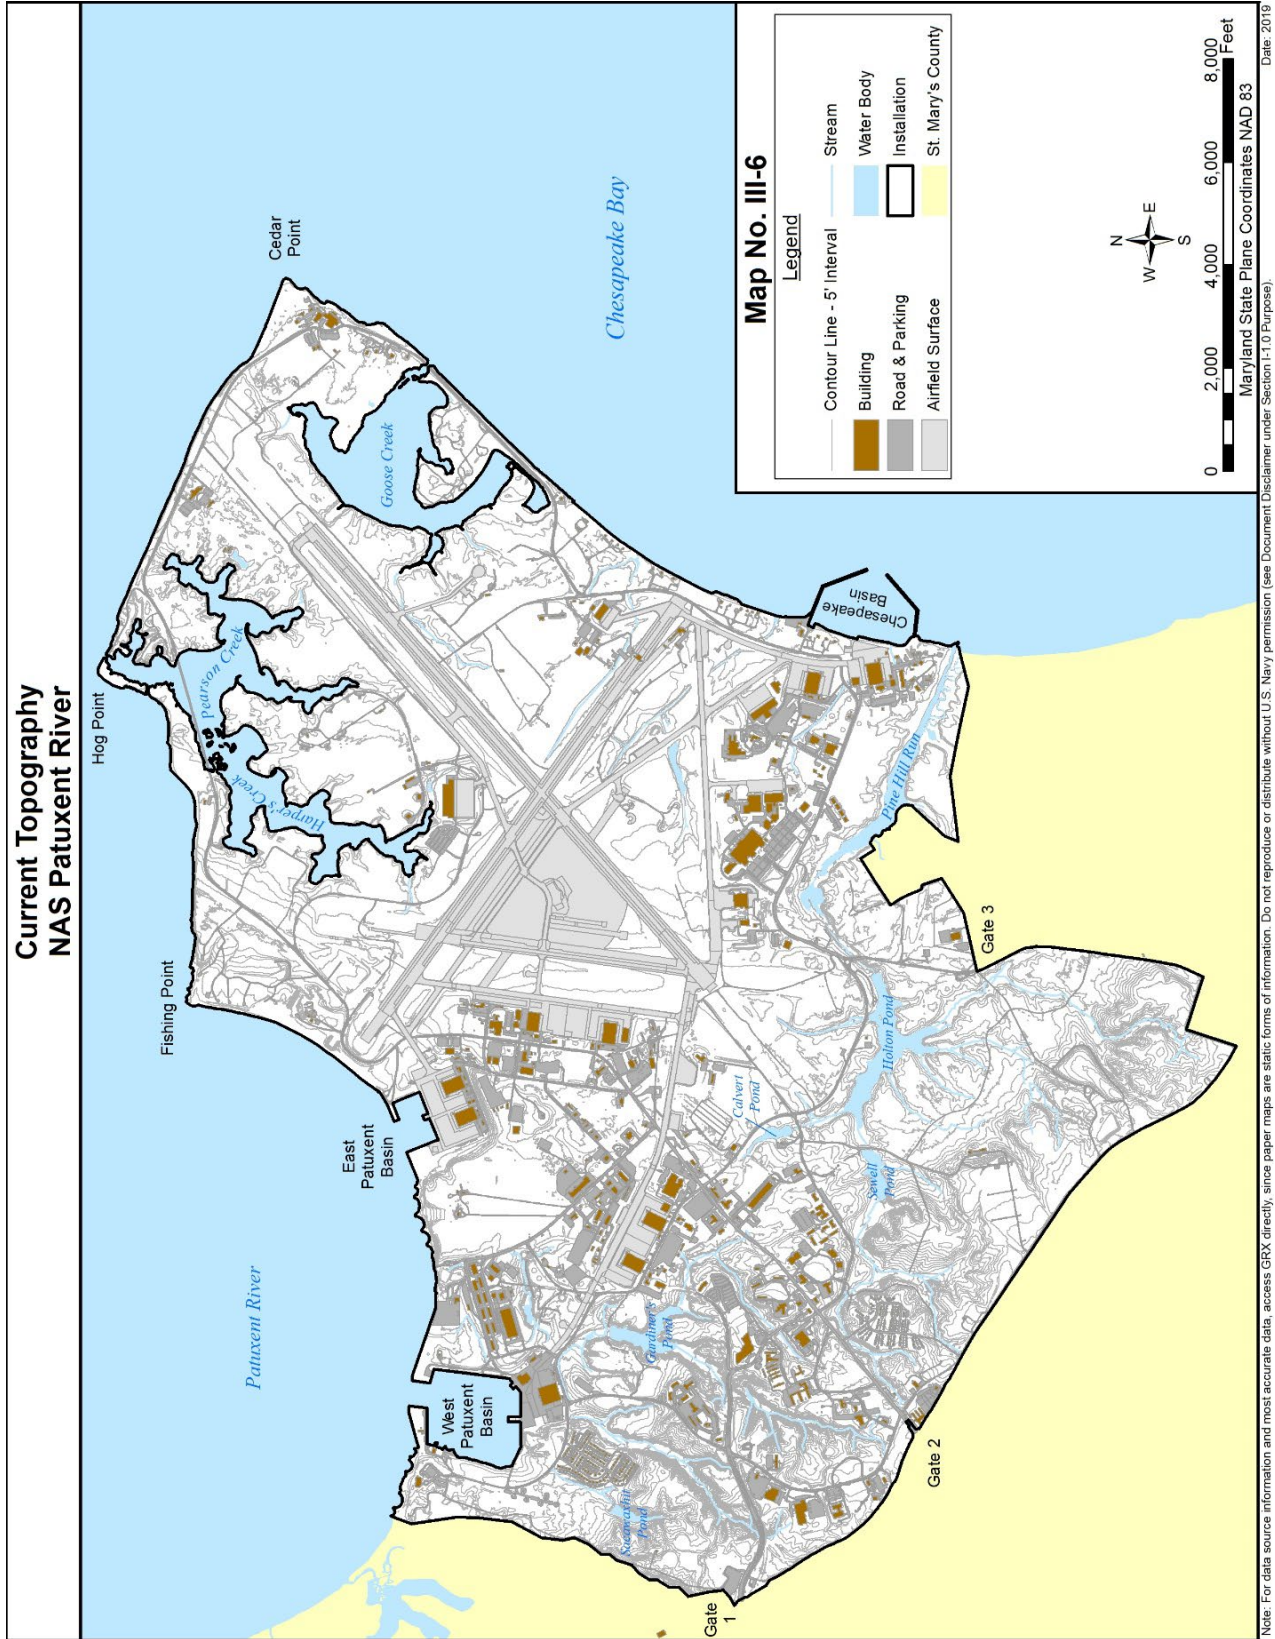 Current Topography
NAS Patuxent River
Hog Point
Cedar
Point
Fishing Point
Pearson Creek
Harper's Creek
Goose Creek
Chesapeake Bay
East
Patuxent
Basin
Patuxent River
West
Patuxent
Basin
Chesapeake
Basin
Pine Hill Run
Calvert
Pond
Holton Pond
Sewell
Pond
Gardiner's
Pond
Sacawaxhit
Pond
Gate 3
Gate 2
Gate
1
Map No. III-6
Legend
Contour Line - 5' Interval
Building
Road & Parking
Airfield Surface
Stream
Water Body
Installation
St. Mary's County
N
W
E
S
0
2,000
4,000
6,000
8,000
Feet
Maryland State Plane Coordinates NAD 83
Note: For data source information and most accurate data, access GRX directly, since paper maps are static forms of information. Do not reproduce or distribute without U.S. Navy permission (see Document Disclaimer under Section I-1.0 Purpose).
Date: 2019